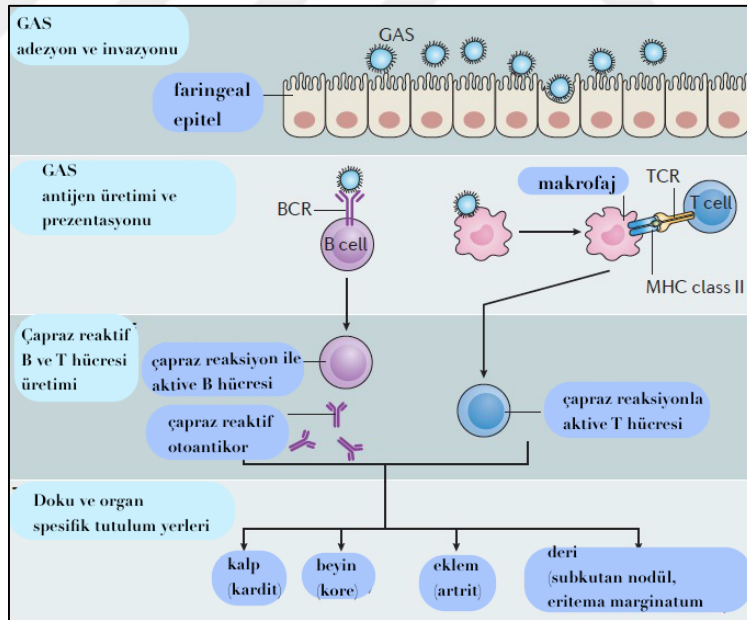 GAS
adezyon ve invazyonu
GAS
faringeal
epitel
GAS
antijen üretimi ve
prezentasyonu
BCR
B cell
makrofaj
TCR
T cell
MHC class II
Çapraz reaktif
B ve T hücresi
üretimi
çapraz reaksiyon ile
aktive B hücresi
çapraz reaktif
otoantikor
çapraz reaksiyonla
aktive T hücresi
Doku ve organ
spesifik tutulum yerleri
kalp
(kardit)
beyin
(kore)
eklem
(artrit)
deri
(subkutan nodül,
eritema marginatum